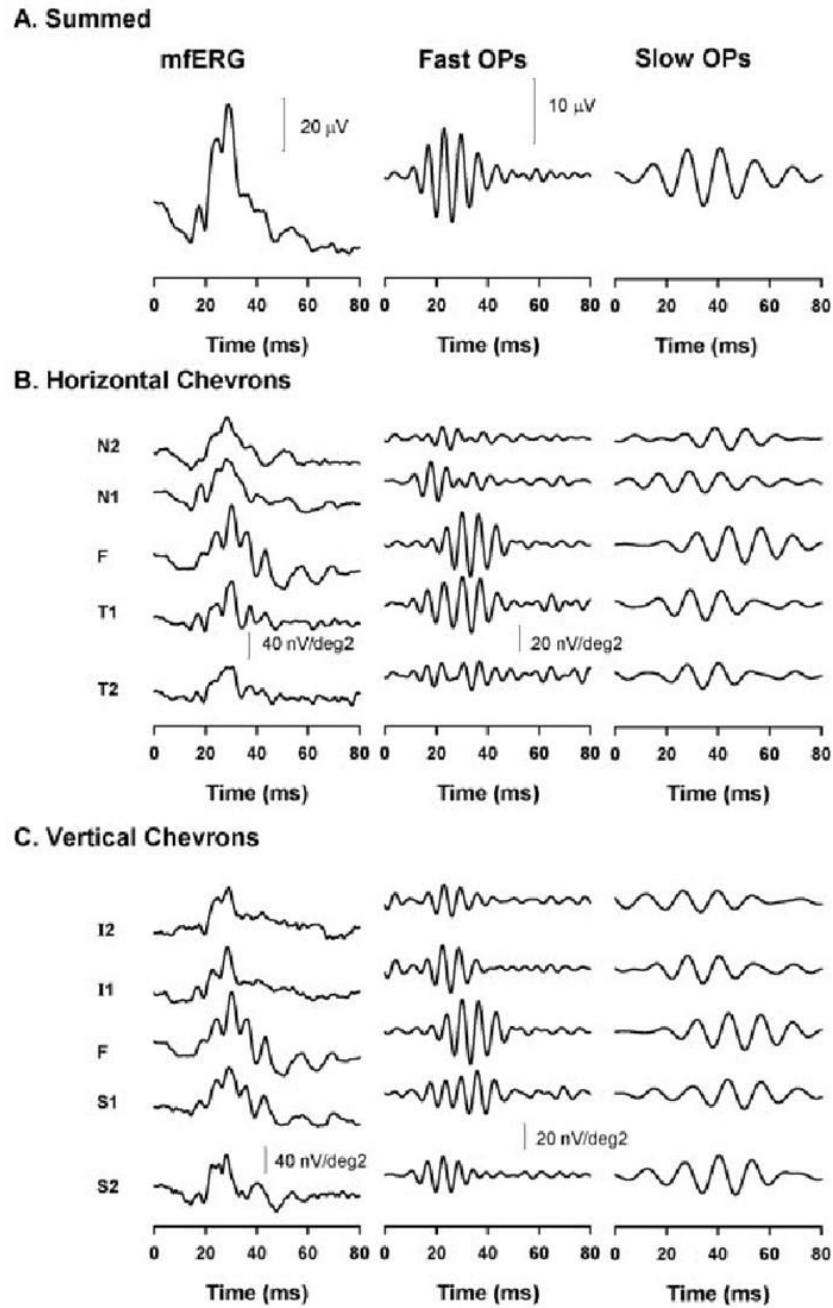 A. Summed
mfERG Fast OPs Slow OPs
20 µV 10 µV
0 20 40 60 80 0 20 40 60 80 0 20 40 60 80
Time (ms) Time (ms) Time (ms)
B. Horizontal Chevrons
N2
N1
F
T1
40 nV/deg2 20 nV/deg2
T2
0 20 40 60 80 0 20 40 60 80 0 20 40 60 80
Time (ms) Time (ms) Time (ms)
C. Vertical Chevrons
I2
I1
F
S1
20 nV/deg2
40 nV/deg2
S2
0 20 40 60 80 0 20 40 60 80 0 20 40 60 80
Time (ms) Time (ms) Time (ms)